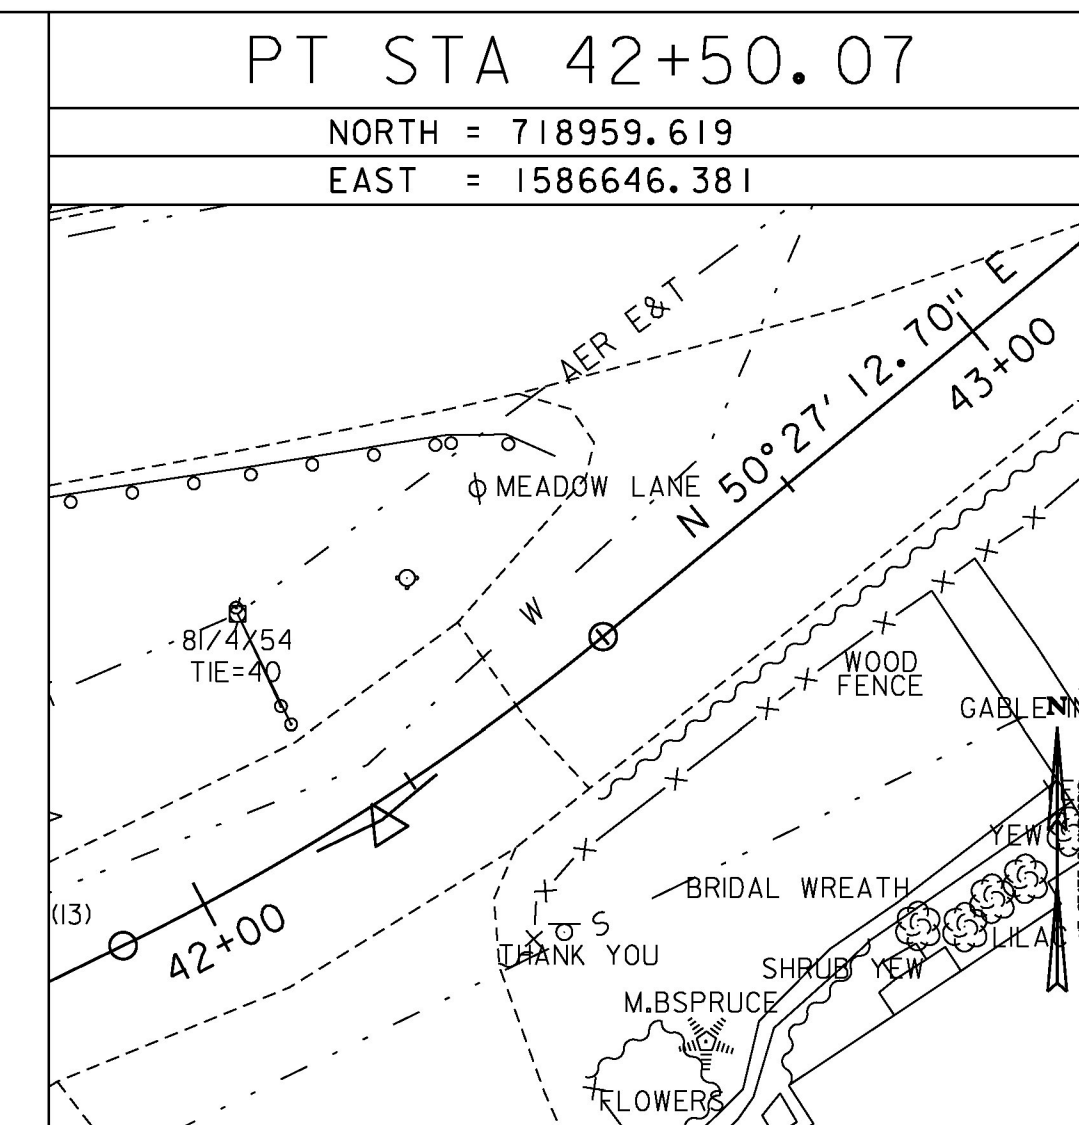 PT STA 42+50.07
NORTH = 718959.619
EAST = 1586646.381
AER E&T
N 50°27' 12.70" E
43+00
MEADOW LANE
W
81/4/54
TIE=40
WOOD
FENCE
N
YEW
BRIDAL WREATH
(13)
42+00
S
THANK YOU
LILAC
SHRUB YEW
M.BSPRUCE
FLOWERS